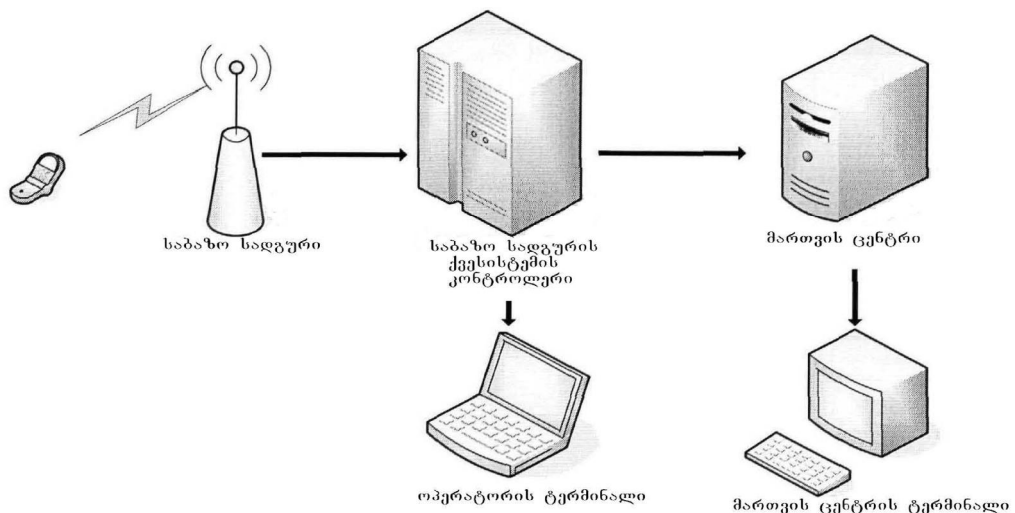 საბაზო სადგური
საბაზო სადგურის
ქვესისტემის
კონტროლერი
მართვის ცენტრი
ოპერატორის ტერმინალი
მართვის ცენტრის ტერმინალი